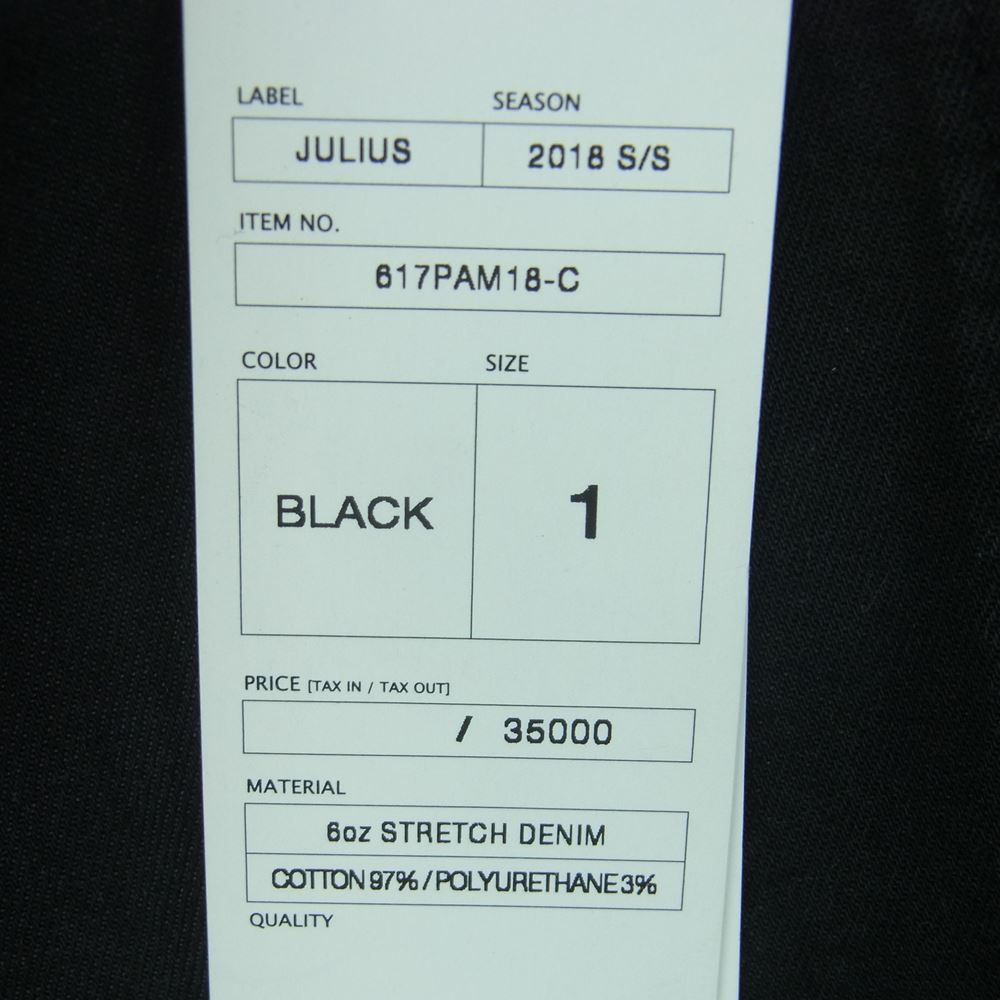 LABEL SEASON
JULIUS 2018 S/S
ITEM NO.
617PAM18-C
COLOR SIZE
BLACK 1
PRICE [TAX IN / TAX OUT]
/ 35000
MATERIAL
6oz STRETCH DENIM
COTTON 97% / POLYURETHANE 3%
QUALITY